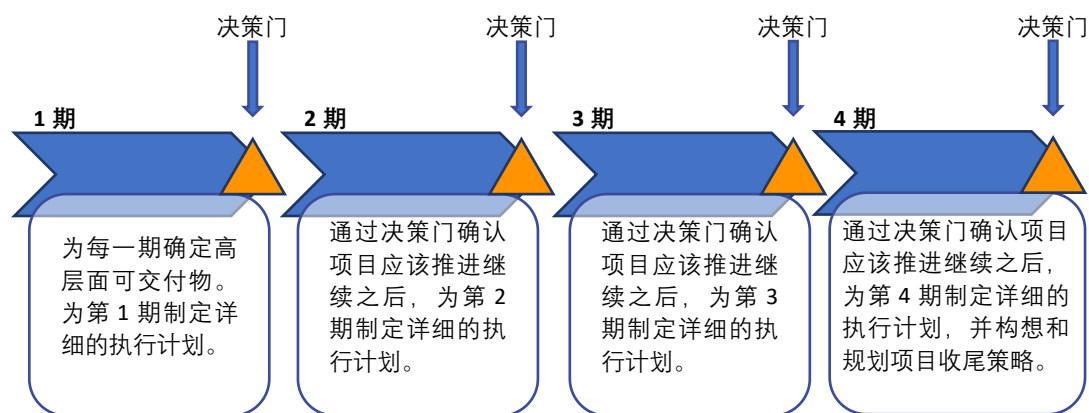 决策门
决策门
决策门
决策门
1 期
2 期
3 期
4 期
为每一期确定高
层面可交付物。
为第 1 期制定详
细的执行计划。
通过决策门确认
项目应该推进继
续之后，为第 2
期制定详细的执
行计划。
通过决策门确认
项目应该推进继
续之后，为第 3
期制定详细的执
行计划。
通过决策门确认项目
应该推进继续之后，
为第 4 期制定详细的
执行计划，并构想和
规划项目收尾策略。